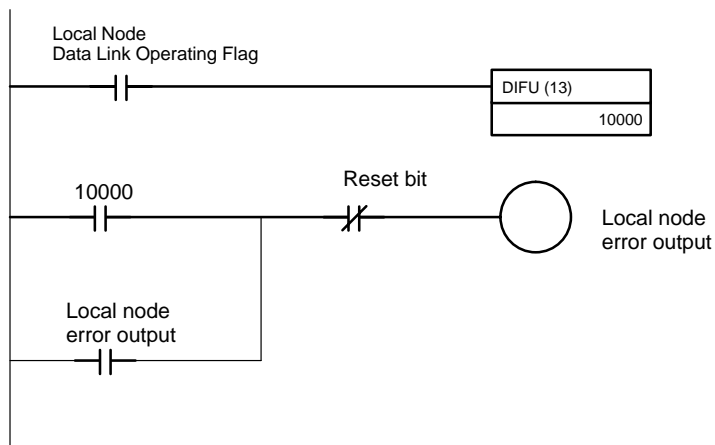 Local Node
Data Link Operating Flag
DIFU (13)
10000
10000
Reset bit
Local node
error output
Local node
error output